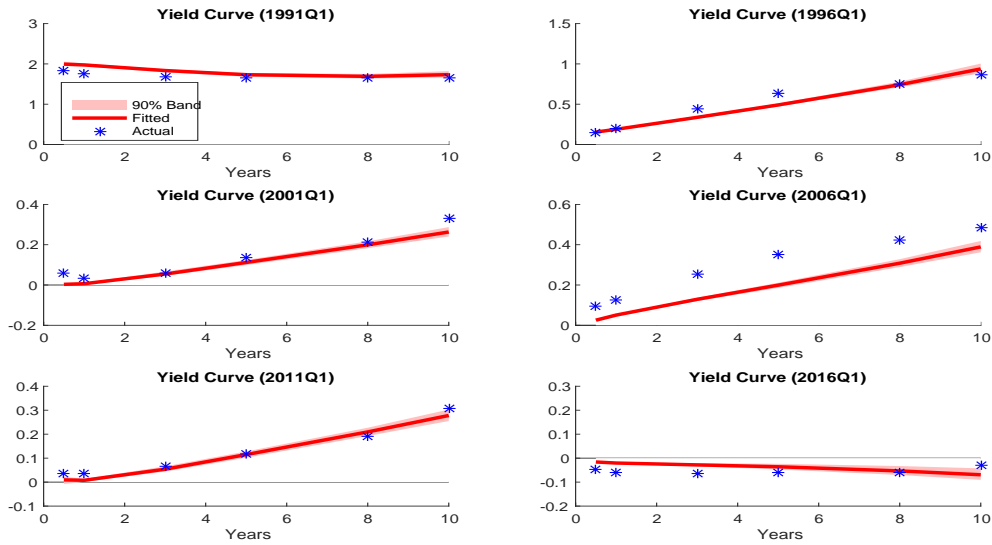 Yield Curve (1991Q1)
3
2
1
0
90% Band
Fitted
Actual
0 2 4 6 8 10
Years
Yield Curve (1996Q1)
1.5
1
0.5
0
0 2 4 6 8 10
Years
Yield Curve (2001Q1)
0.4
0.2
0
-0.2
0 2 4 6 8 10
Years
Yield Curve (2006Q1)
0.6
0.4
0.2
0
0 2 4 6 8 10
Years
Yield Curve (2011Q1)
0.4
0.3
0.2
0.1
0
-0.1
0 2 4 6 8 10
Years
Yield Curve (2016Q1)
0.3
0.2
0.1
0
-0.1
-0.2
0 2 4 6 8 10
Years